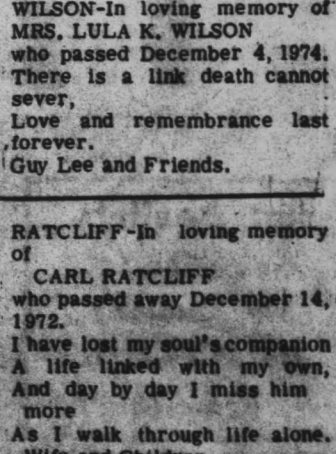 WILSON-In loving memory of
MRS. LULA K. WILSON
who passed December 4, 1974.
There is a link death cannot
sever,
Love and remembrance last
forever.
Guy Lee and Friends.
RATCLIFF-In loving memory
of
CARL RATCLIFF
who passed away December 14,
1972.
I have lost my soul's companion
A life linked with my own,
And day by day I miss him
more
As I walk through life alone.
Wife and Children